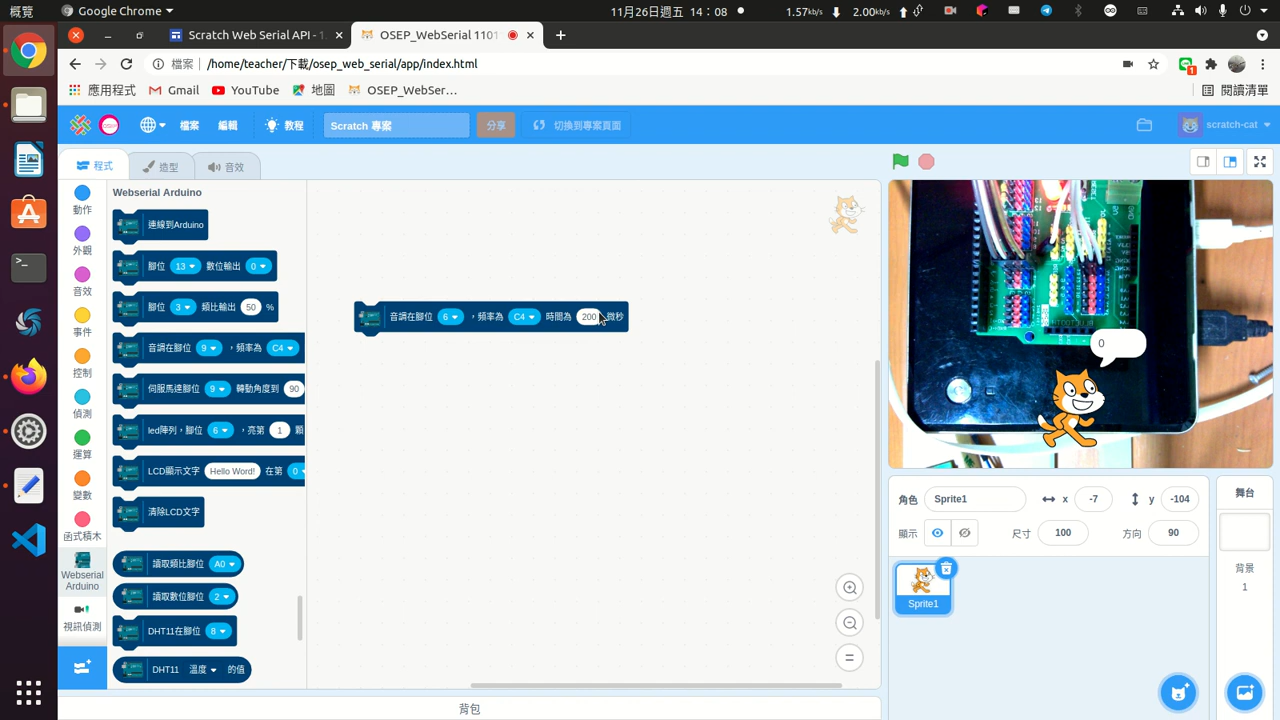 概覽
Google Chrome
11月26日週五 14：08
1.57kb/s
2.00kb/s
Scratch Web Serial API - 1.
OSEP_WebSerial 1101
檔案
/home/teacher/下載/osep_web_serial/app/index.html
1
應用程式
Gmail
YouTube
地圖
OSEP_WebSer…
閱讀清單
檔案
編輯
教程
Scratch 專案
分享
切換到專案頁面
scratch-cat
程式
造型
音效
動作
外觀
音效
事件
控制
偵測
運算
變數
函式積木
Webserial Arduino
視訊偵測
Webserial Arduino
連線到Arduino
腳位 13 數位輸出 0
腳位 3 類比輸出 50 %
音調在腳位 9 ，頻率為 C4
伺服馬達腳位 9 轉動角度到 90
led陣列，腳位 6 ，亮第 1 顆
LCD顯示文字 Hello Word! 在第 0
清除LCD文字
讀取類比腳位 A0
讀取數位腳位 2
DHT11在腳位 8
DHT11 溫度 的值
音調在腳位 6 ，頻率為 C4 時間為 200 微秒
0
角色 Sprite1 x -7 y -104
顯示 尺寸 100 方向 90
Sprite1
舞台
背景
1
背包